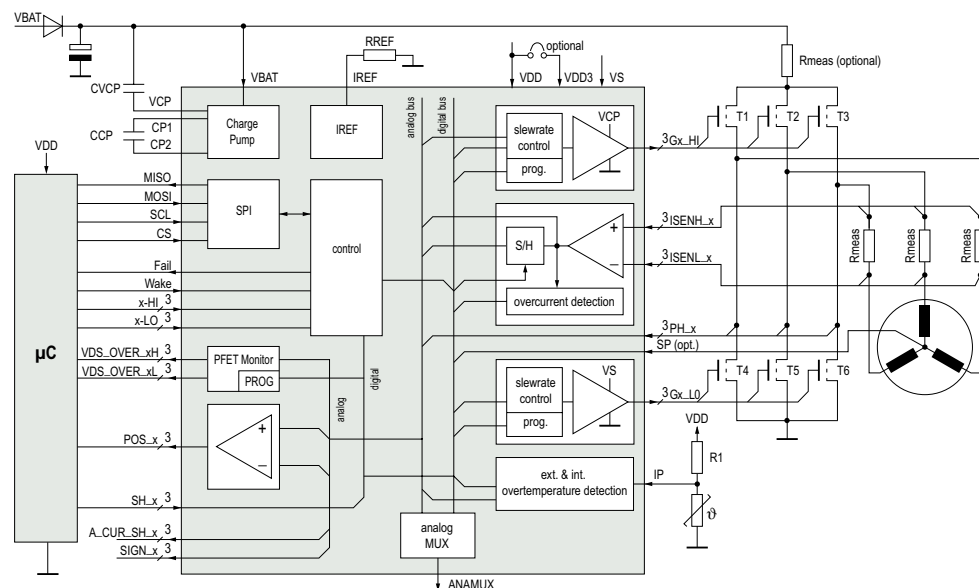 VBAT
RREF
optional
Rmeas (optional)
VBAT
IREF
VDD
VDD3
VS
CVCP
VCP
CCP
CP1
CP2
Charge
Pump
IREF
analog bus
digital bus
slewrate
control
prog.
VCP
3
Gx_HI
T1
T2
T3
VDD
MISO
MOSI
SCL
CS
SPI
control
S/H
+
−
overcurrent detection
3
ISENH_x
3
ISENL_x
Rmeas
Rmeas
Rmeas
Fail
Wake
x-HI
3
x-LO
3
µC
VDS_OVER_xH
3
VDS_OVER_xL
3
PFET Monitor
PROG
digital
analog
3
PH_x
SP (opt.)
slewrate
control
prog.
VS
3
Gx_L0
T4
T5
T6
POS_x
3
+
−
VDD
R1
ext. & int.
overtemperature detection
IP
ϑ
SH_x
3
A_CUR_SH_x
3
SIGN_x
3
analog
MUX
ANAMUX